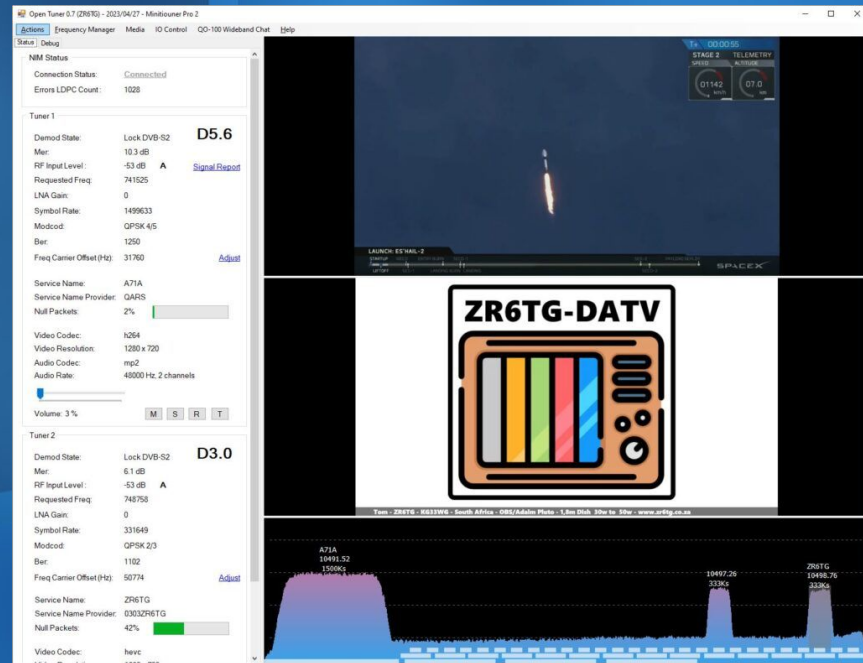 Open Tuner 0.7 (ZR6TG) - 2023/04/27 - Minitiouner Pro 2
Actions Frequency Manager Media IO Control QO-100 Wideband Chat Help
Status Debug
NIM Status
Connection Status: Connected
Errors LDPC Count: 1028
Tuner 1
Demod State: Lock DVB-S2 D5.6
Mer: 10.3 dB
RF Input Level: -53 dB A Signal Report
Requested Freq: 741525
LNA Gain: 0
Symbol Rate: 1499633
Modcod: QPSK 4/5
Ber: 1250
Freq Carrier Offset (Hz): 31760 Adjust
Service Name: A71A
Service Name Provider: QARS
Null Packets: 2%
Video Codec: h264
Video Resolution: 1280 x 720
Audio Codec: mp2
Audio Rate: 48000 Hz, 2 channels
Volume: 3 %
M S R T
Tuner 2
Demod State: Lock DVB-S2 D3.0
Mer: 6.1 dB
RF Input Level: -53 dB A
Requested Freq: 748758
LNA Gain: 0
Symbol Rate: 331649
Modcod: QPSK 2/3
Ber: 1102
Freq Carrier Offset (Hz): 50774 Adjust
Service Name: ZR6TG
Service Name Provider: 0303ZR6TG
Null Packets: 42%
Video Codec: hevc
T+ 00:00:55
STAGE 2 TELEMETRY
SPEED ALTITUDE
01142 07.0
LAUNCH: ES'HAIL-2
SPACEX
ZR6TG-DATV
Tom - ZR6TG - KG33WG - South Africa - OBS/Adalm Pluto - 1,8m Dish 30w to 50w - www.zr6tg.co.za
A71A
10491.52
1500Ks
10497.26
333Ks
ZR6TG
10498.76
333Ks